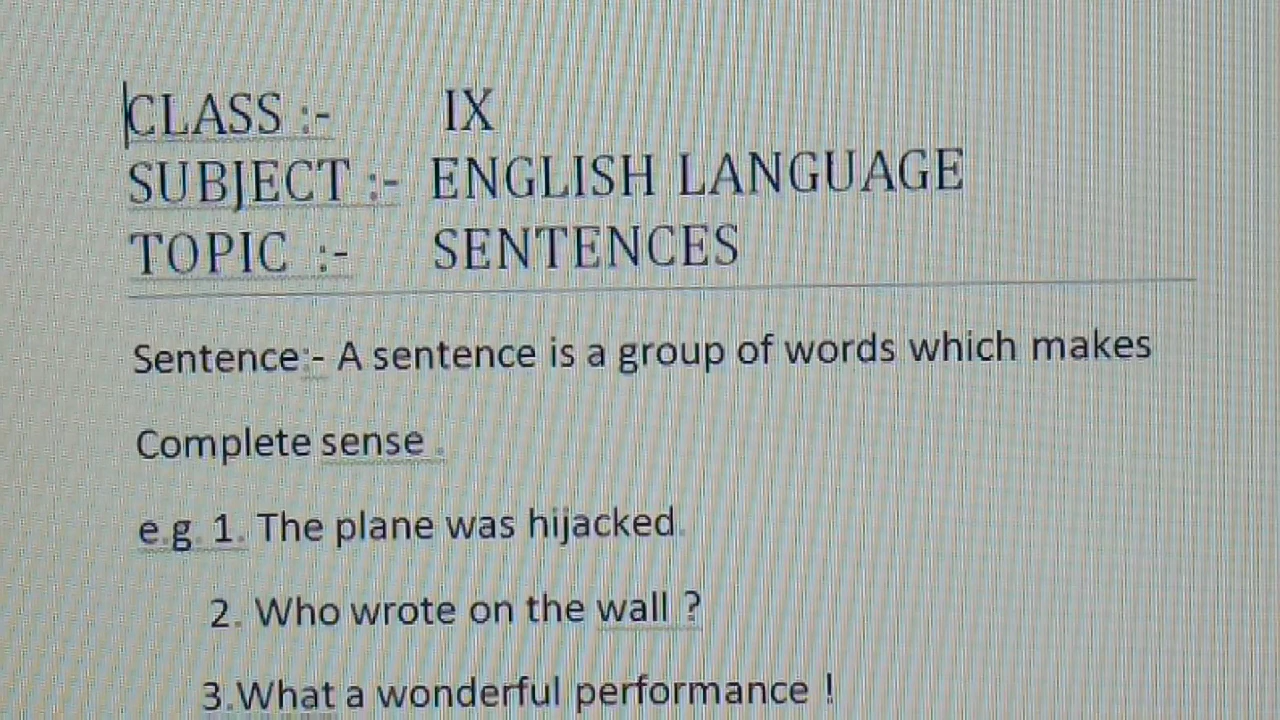 CLASS :- IX
SUBJECT :- ENGLISH LANGUAGE
TOPIC :- SENTENCES
Sentence:- A sentence is a group of words which makes
Complete sense .
e.g. 1. The plane was hijacked.
2. Who wrote on the wall ?
3.What a wonderful performance !